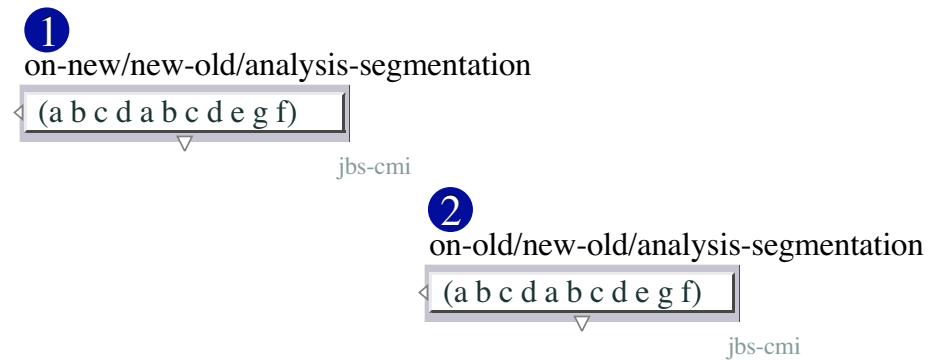 1
on-new/new-old/analysis-segmentation
(a b c d a b c d e g f)
jbs-cmi
2
on-old/new-old/analysis-segmentation
(a b c d a b c d e g f)
jbs-cmi